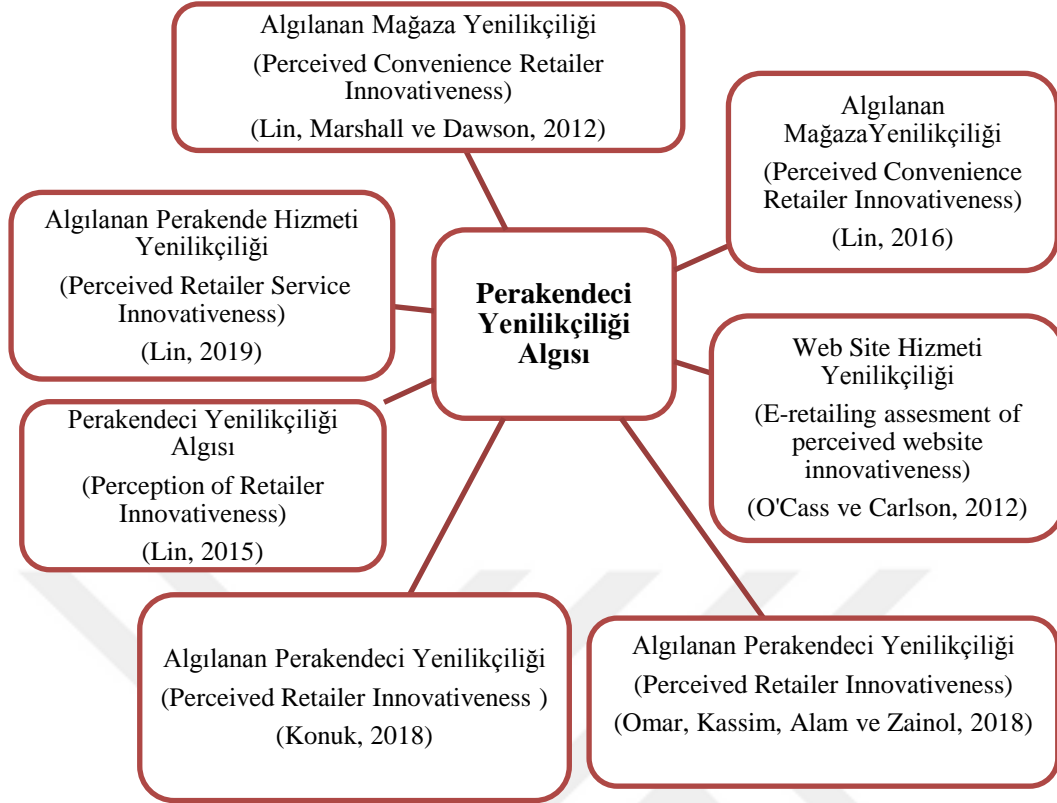 Algılanan Mağaza Yenilikçiliği
(Perceived Convenience Retailer
Innovativeness)
(Lin, Marshall ve Dawson, 2012)
Algılanan
MağazaYenilikçiliği
(Perceived Convenience
Retailer Innovativeness)
(Lin, 2016)
Algılanan Perakende Hizmeti
Yenilikçiliği
(Perceived Retailer Service
Innovativeness)
(Lin, 2019)
Perakendeci
Yenilikçiliği
Algısı
Web Site Hizmeti
Yenilikçiliği
(E-retailing assesment of
perceived website
innovativeness)
(O'Cass ve Carlson, 2012)
Perakendeci Yenilikçiliği
Algısı
(Perception of Retailer
Innovativeness)
(Lin, 2015)
Algılanan Perakendeci Yenilikçiliği
(Perceived Retailer Innovativeness )
(Konuk, 2018)
Algılanan Perakendeci Yenilikçiliği
(Perceived Retailer Innovativeness)
(Omar, Kassim, Alam ve Zainol, 2018)